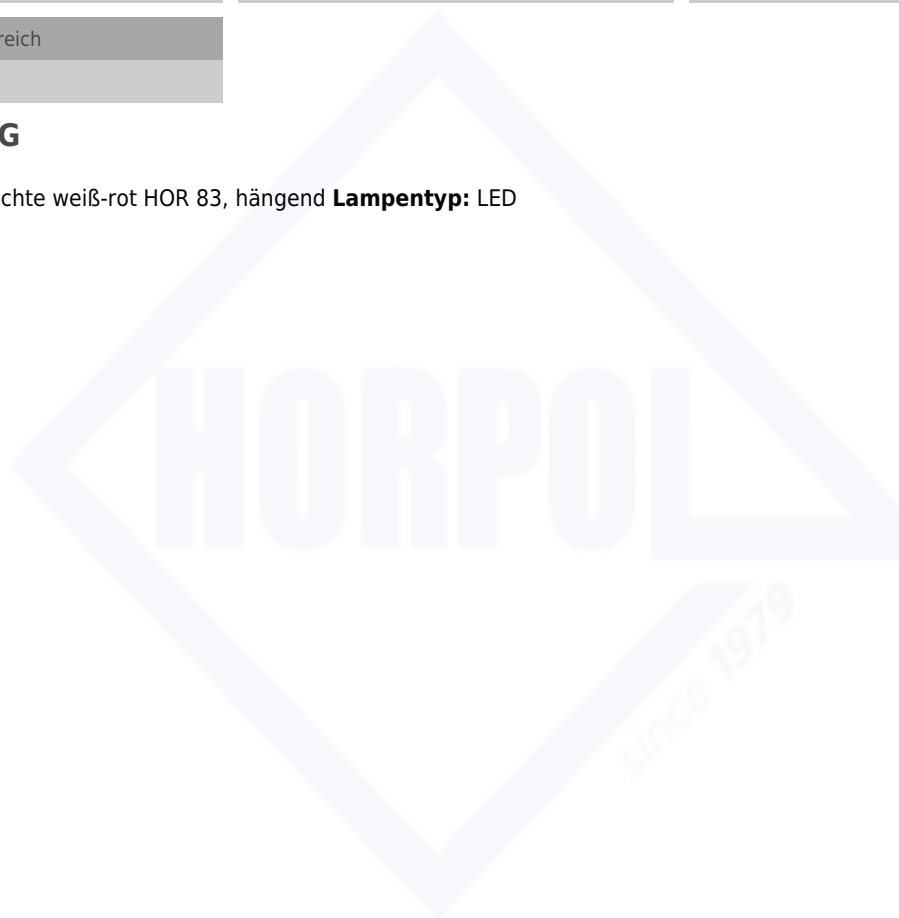 reich
G
chte weiß-rot HOR 83, hängend Lampentyp: LED
HORPOL
since 1979